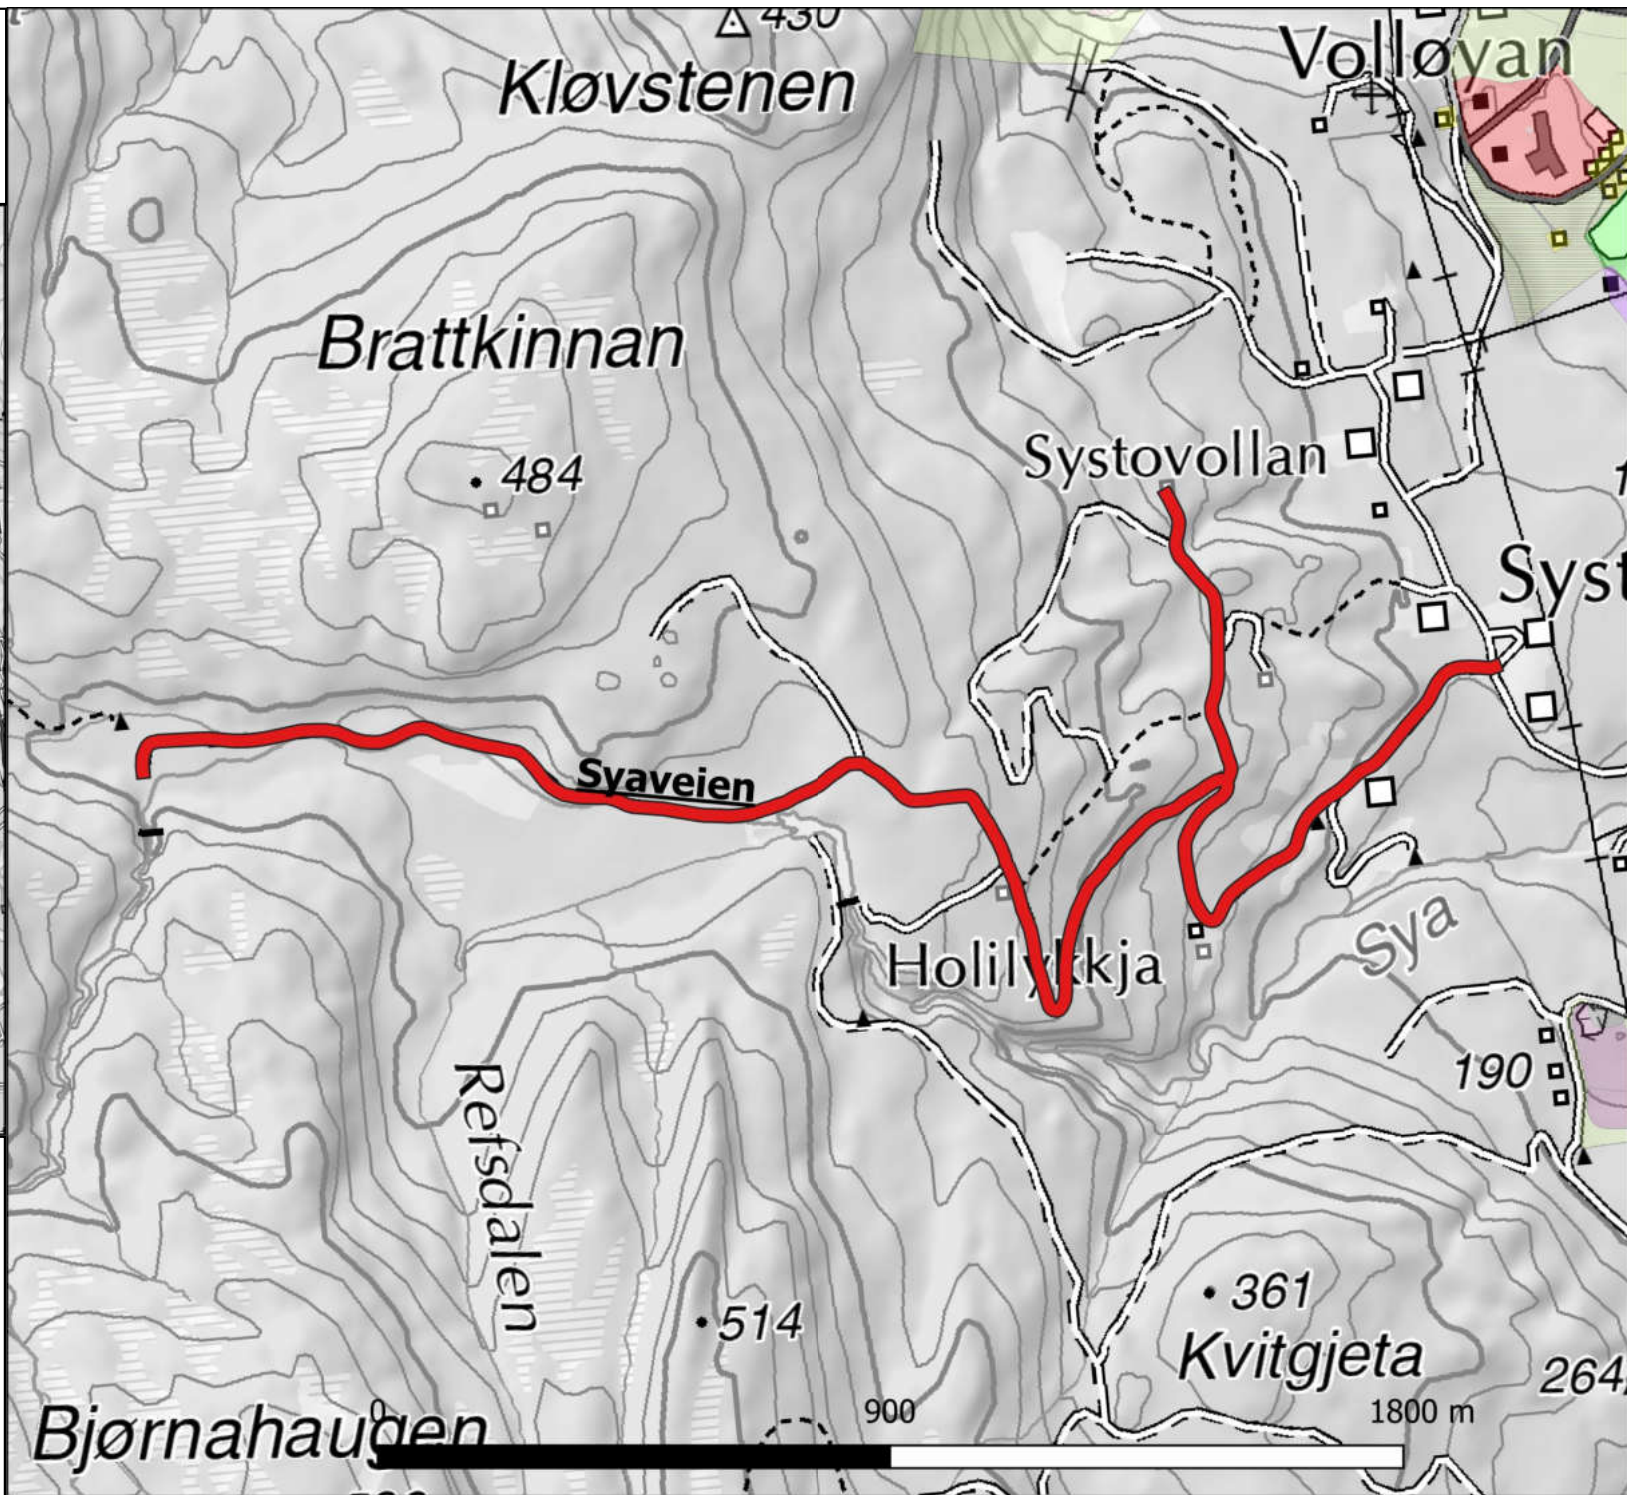 430
Kløvstenen
Volløyan
Brattkinnan
484
Systovollan
Syst
Syaveien
Holilykkja
Sya
190
Refsdalen
361
514
Kvitgjeta
264
Bjørnahaugen
0 900 1800 m